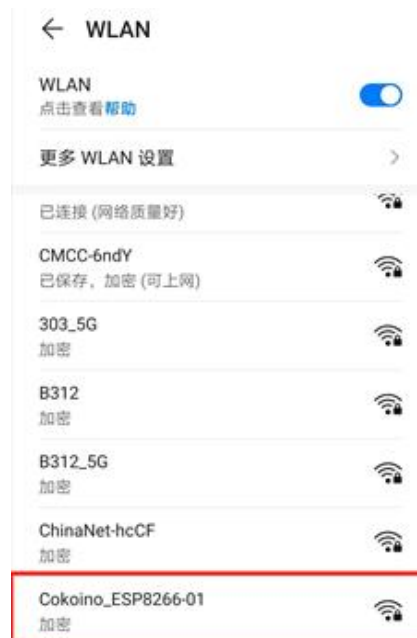 WLAN
WLAN
点击查看帮助
更多 WLAN 设置
已连接 (网络质量好)
CMCC-6ndY
已保存，加密 (可上网)
303_5G
加密
B312
加密
B312_5G
加密
ChinaNet-hcCF
加密
Cokoino_ESP8266-01
加密